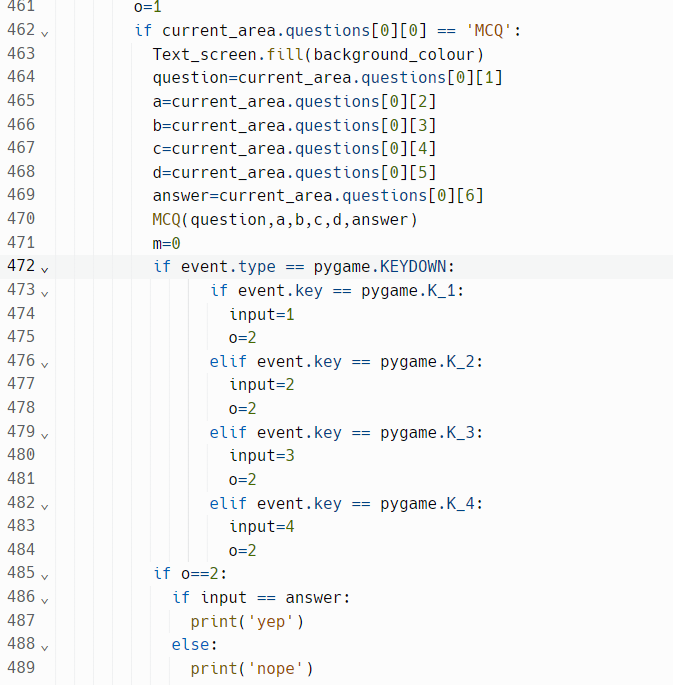 461 o=1
462 if current_area.questions[0][0] == 'MCQ':
463 Text_screen.fill(background_colour)
464 question=current_area.questions[0][1]
465 a=current_area.questions[0][2]
466 b=current_area.questions[0][3]
467 c=current_area.questions[0][4]
468 d=current_area.questions[0][5]
469 answer=current_area.questions[0][6]
470 MCQ(question,a,b,c,d,answer)
471 m=0
472 if event.type == pygame.KEYDOWN:
473 if event.key == pygame.K_1:
474 input=1
475 o=2
476 elif event.key == pygame.K_2:
477 input=2
478 o=2
479 elif event.key == pygame.K_3:
480 input=3
481 o=2
482 elif event.key == pygame.K_4:
483 input=4
484 o=2
485 if o==2:
486 if input == answer:
487 print('yep')
488 else:
489 print('nope')